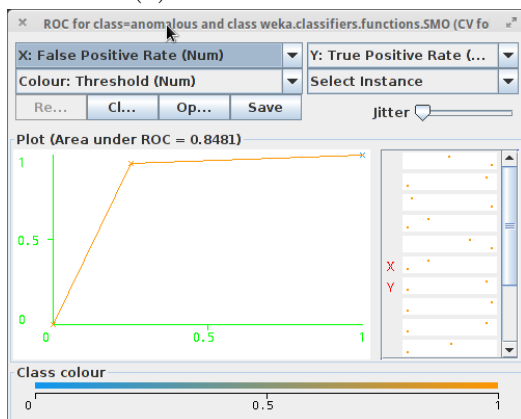 ROC for class=anomalous and class weka.classifiers.functions.SMO (CV fo
X: False Positive Rate (Num)
Y: True Positive Rate (...
Colour: Threshold (Num)
Select Instance
Re...
Cl...
Op...
Save
Jitter
Plot (Area under ROC = 0.8481)
1
0.5
0
0
0.5
1
X
Y
Class colour
0
0.5
1